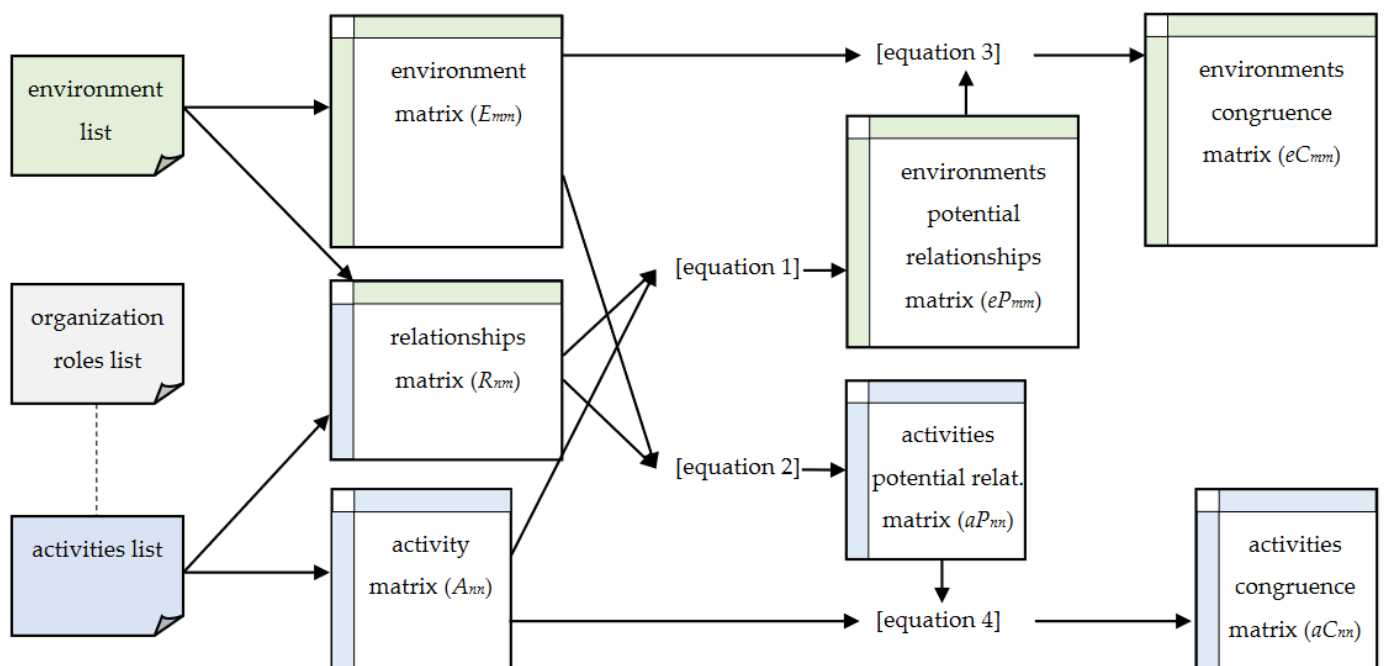 environment
list
organization
roles list
activities list
environment
matrix (Emm)
relationships
matrix (Rnm)
activity
matrix (Ann)
[equation 1]
[equation 2]
[equation 3]
environments
potential
relationships
matrix (ePmm)
activities
potential relat.
matrix (aPnn)
[equation 4]
environments
congruence
matrix (eCmm)
activities
congruence
matrix (aCnn)